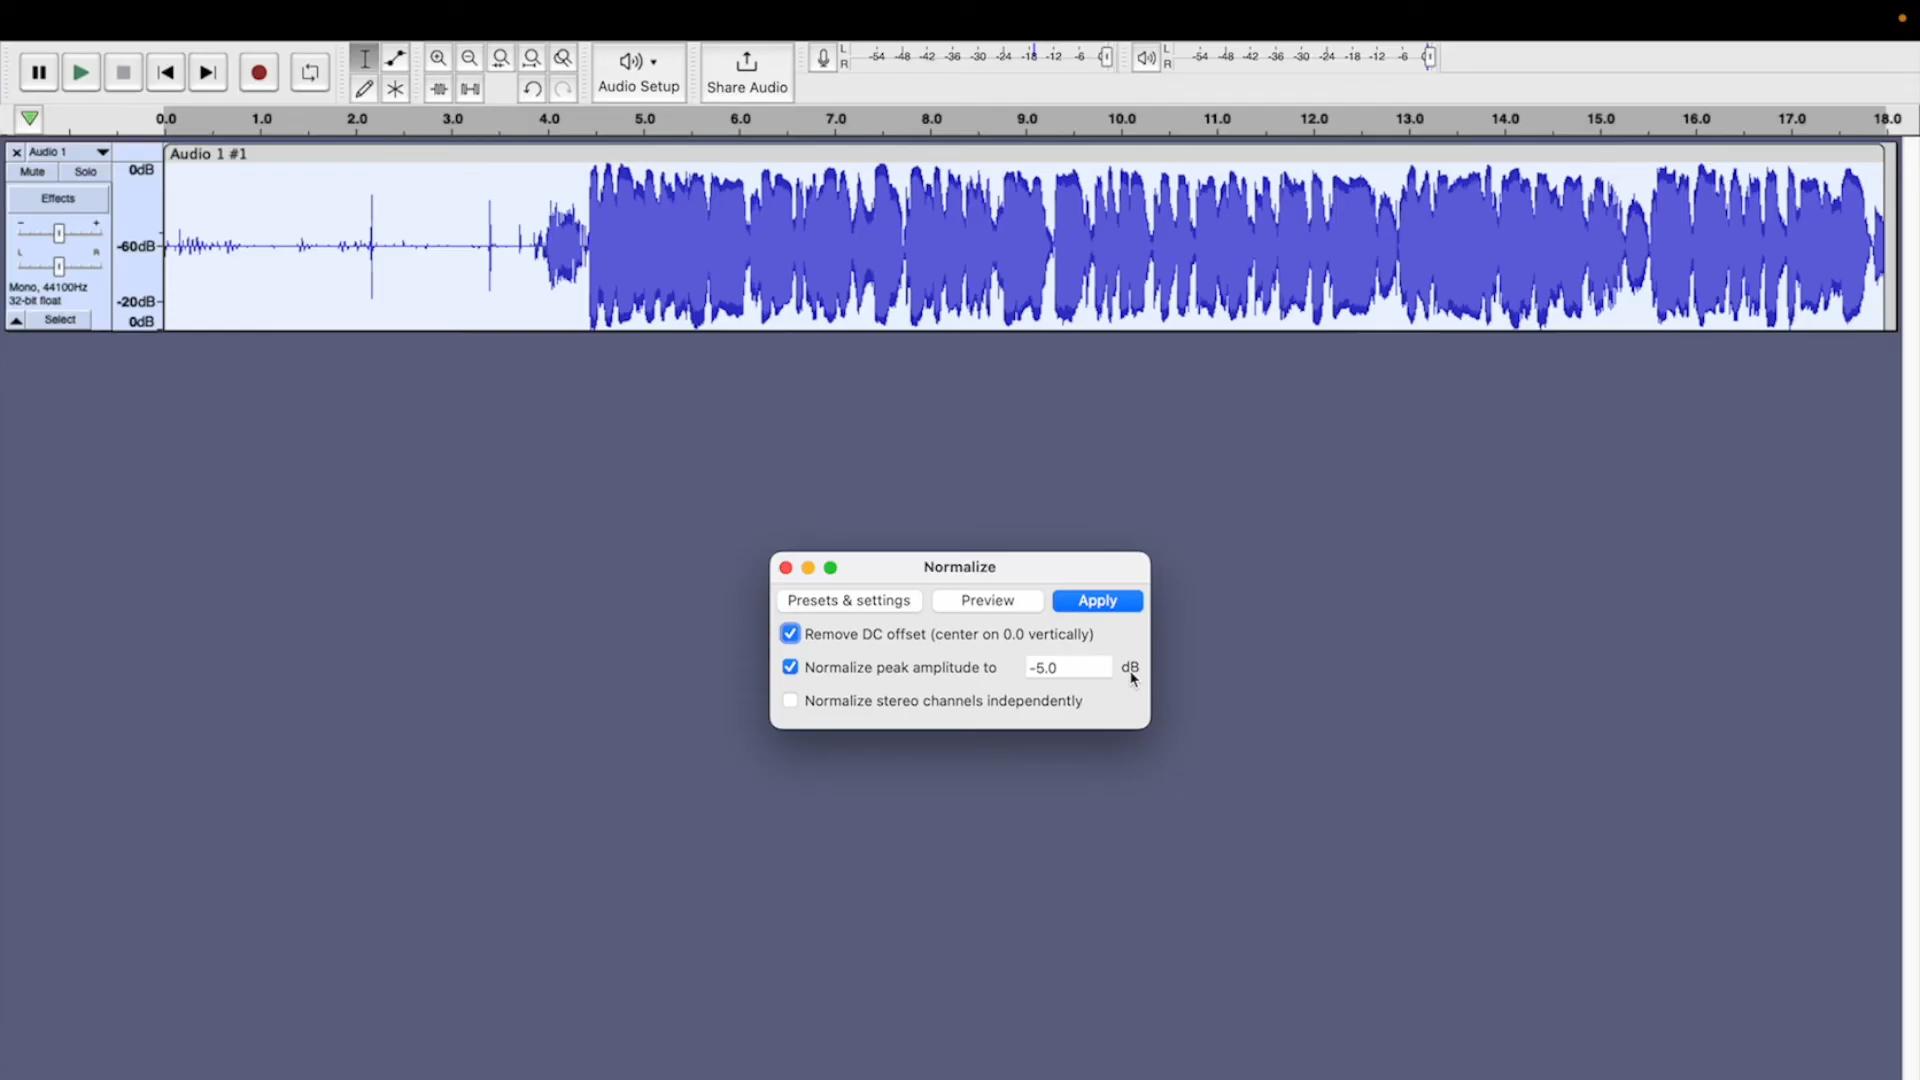 Audio Setup
Share Audio
L
R
-54 -48 -42 -36 -30 -24 -18 -12 -6
L
R
-54 -48 -42 -36 -30 -24 -18 -12 -6
0.0 1.0 2.0 3.0 4.0 5.0 6.0 7.0 8.0 9.0 10.0 11.0 12.0 13.0 14.0 15.0 16.0 17.0 18.0
Audio 1
Audio 1 #1
Mute Solo
Effects
- +
L R
Mono, 44100Hz
32-bit float
Select
0dB
-60dB
-20dB
0dB
Normalize
Presets & settings Preview Apply
Remove DC offset (center on 0.0 vertically)
Normalize peak amplitude to -5.0 dB
Normalize stereo channels independently